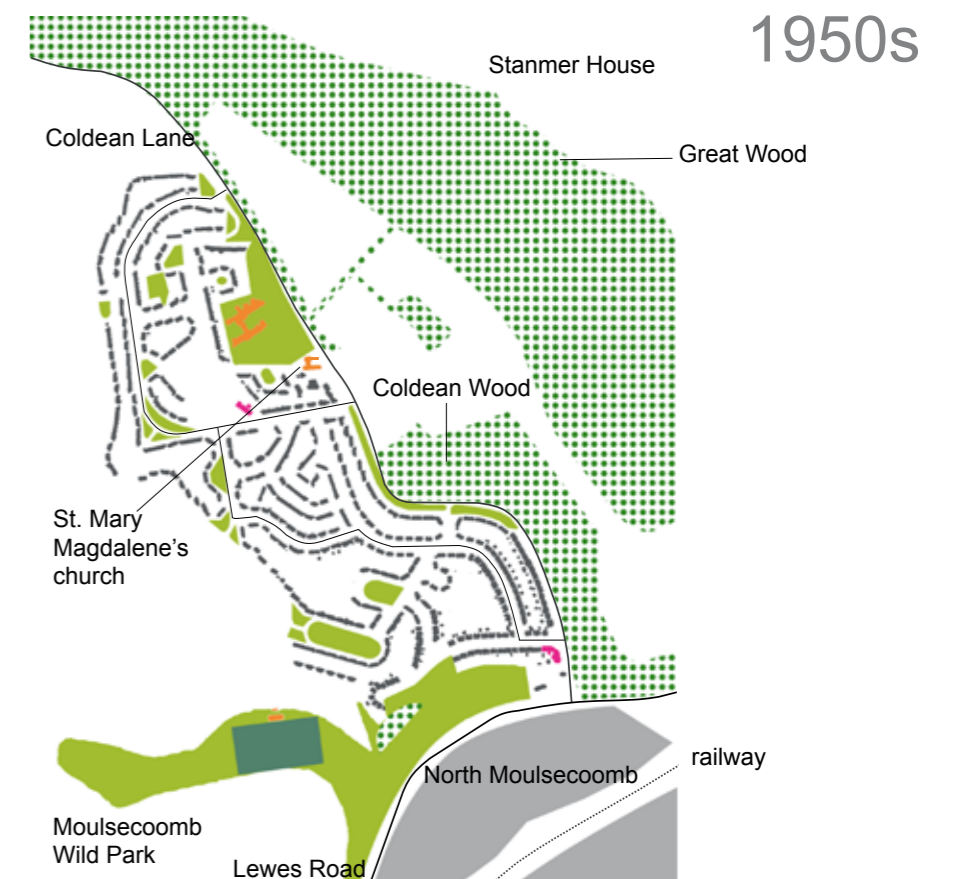 1950s
Stanmer House
Coldean Lane
Great Wood
Coldean Wood
St. Mary
Magdalene's
church
railway
North Moulsecoomb
Moulsecoomb
Wild Park
Lewes Road